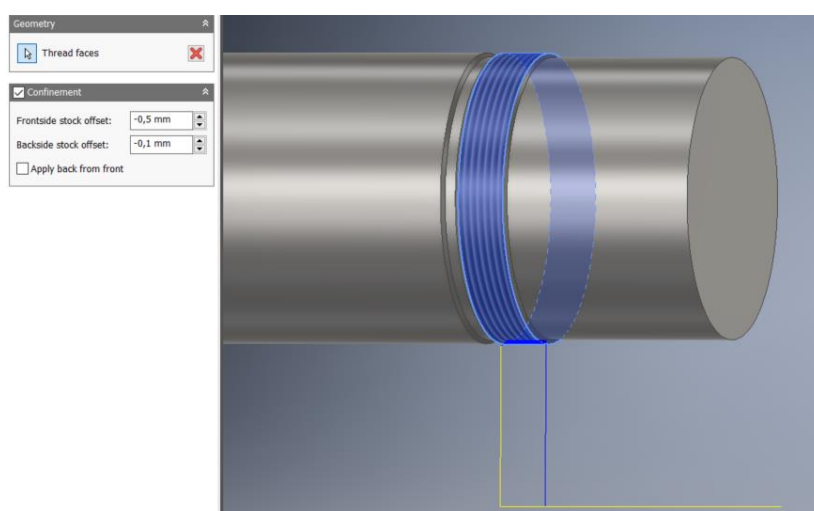 Geometry
Thread faces
Confinement
Frontside stock offset: -0,5 mm
Backside stock offset: -0,1 mm
Apply back from front